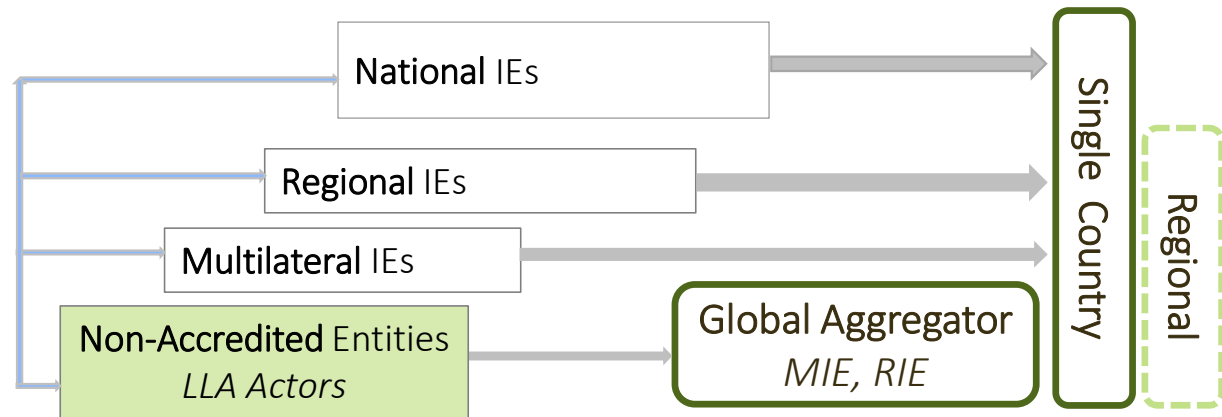 National IEs
Regional IEs
Multilateral IEs
Non-Accredited Entities
LLA Actors
Global Aggregator
MIE, RIE
Single Country
Regional